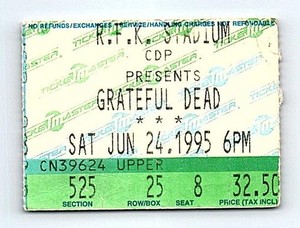 NO REFUNDS/EXCHANGES SERVICE/HANDLING CHARGES NOT REFUNDABLE
R.F.K. STADIUM
CDP
PRESENTS
GRATEFUL DEAD
* * *
SAT JUN 24,1995 6PM
CN39624 UPPER
525 25 8 32.50
SECTION ROW/BOX SEAT PRICE (TAX INCL)
TICKETMASTER